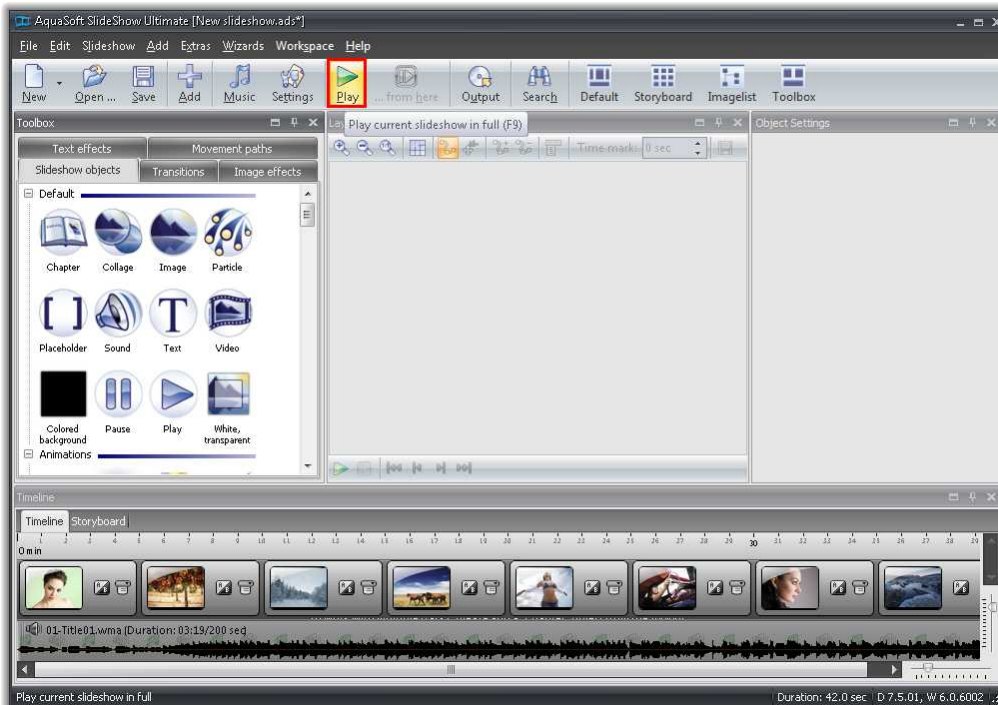 AquaSoft SlideShow Ultimate [New slideshow.ads*]
File Edit Slideshow Add Extras Wizards Workspace Help
New Open ... Save Add Music Settings Play ... from here Output Search Default Storyboard Imagelist Toolbox
Toolbox
Play current slideshow in full (F9)
Object Settings
Text effects Movement paths
Time mark: 0 sec
Slideshow objects Transitions Image effects
Default
Chapter Collage Image Particle
Placeholder Sound Text Video
Colored background Pause Play White, transparent
Animations
Timeline
Timeline Storyboard
0 min
30
01-Title01.wma (Duration: 03:19/200 sec)
Play current slideshow in full
Duration: 42.0 sec D 7.5.01, W 6.0.6002